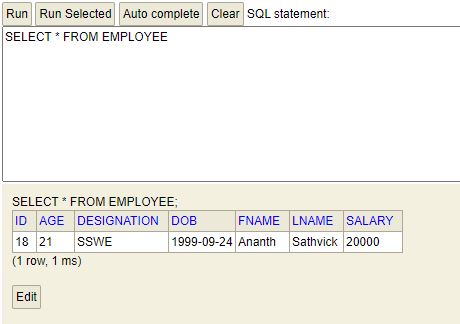 Run Run Selected Auto complete Clear SQL statement:
SELECT * FROM EMPLOYEE
SELECT * FROM EMPLOYEE;
ID AGE DESIGNATION DOB FNAME LNAME SALARY
18 21 SSWE 1999-09-24 Ananth Sathvick 20000
(1 row, 1 ms)
Edit